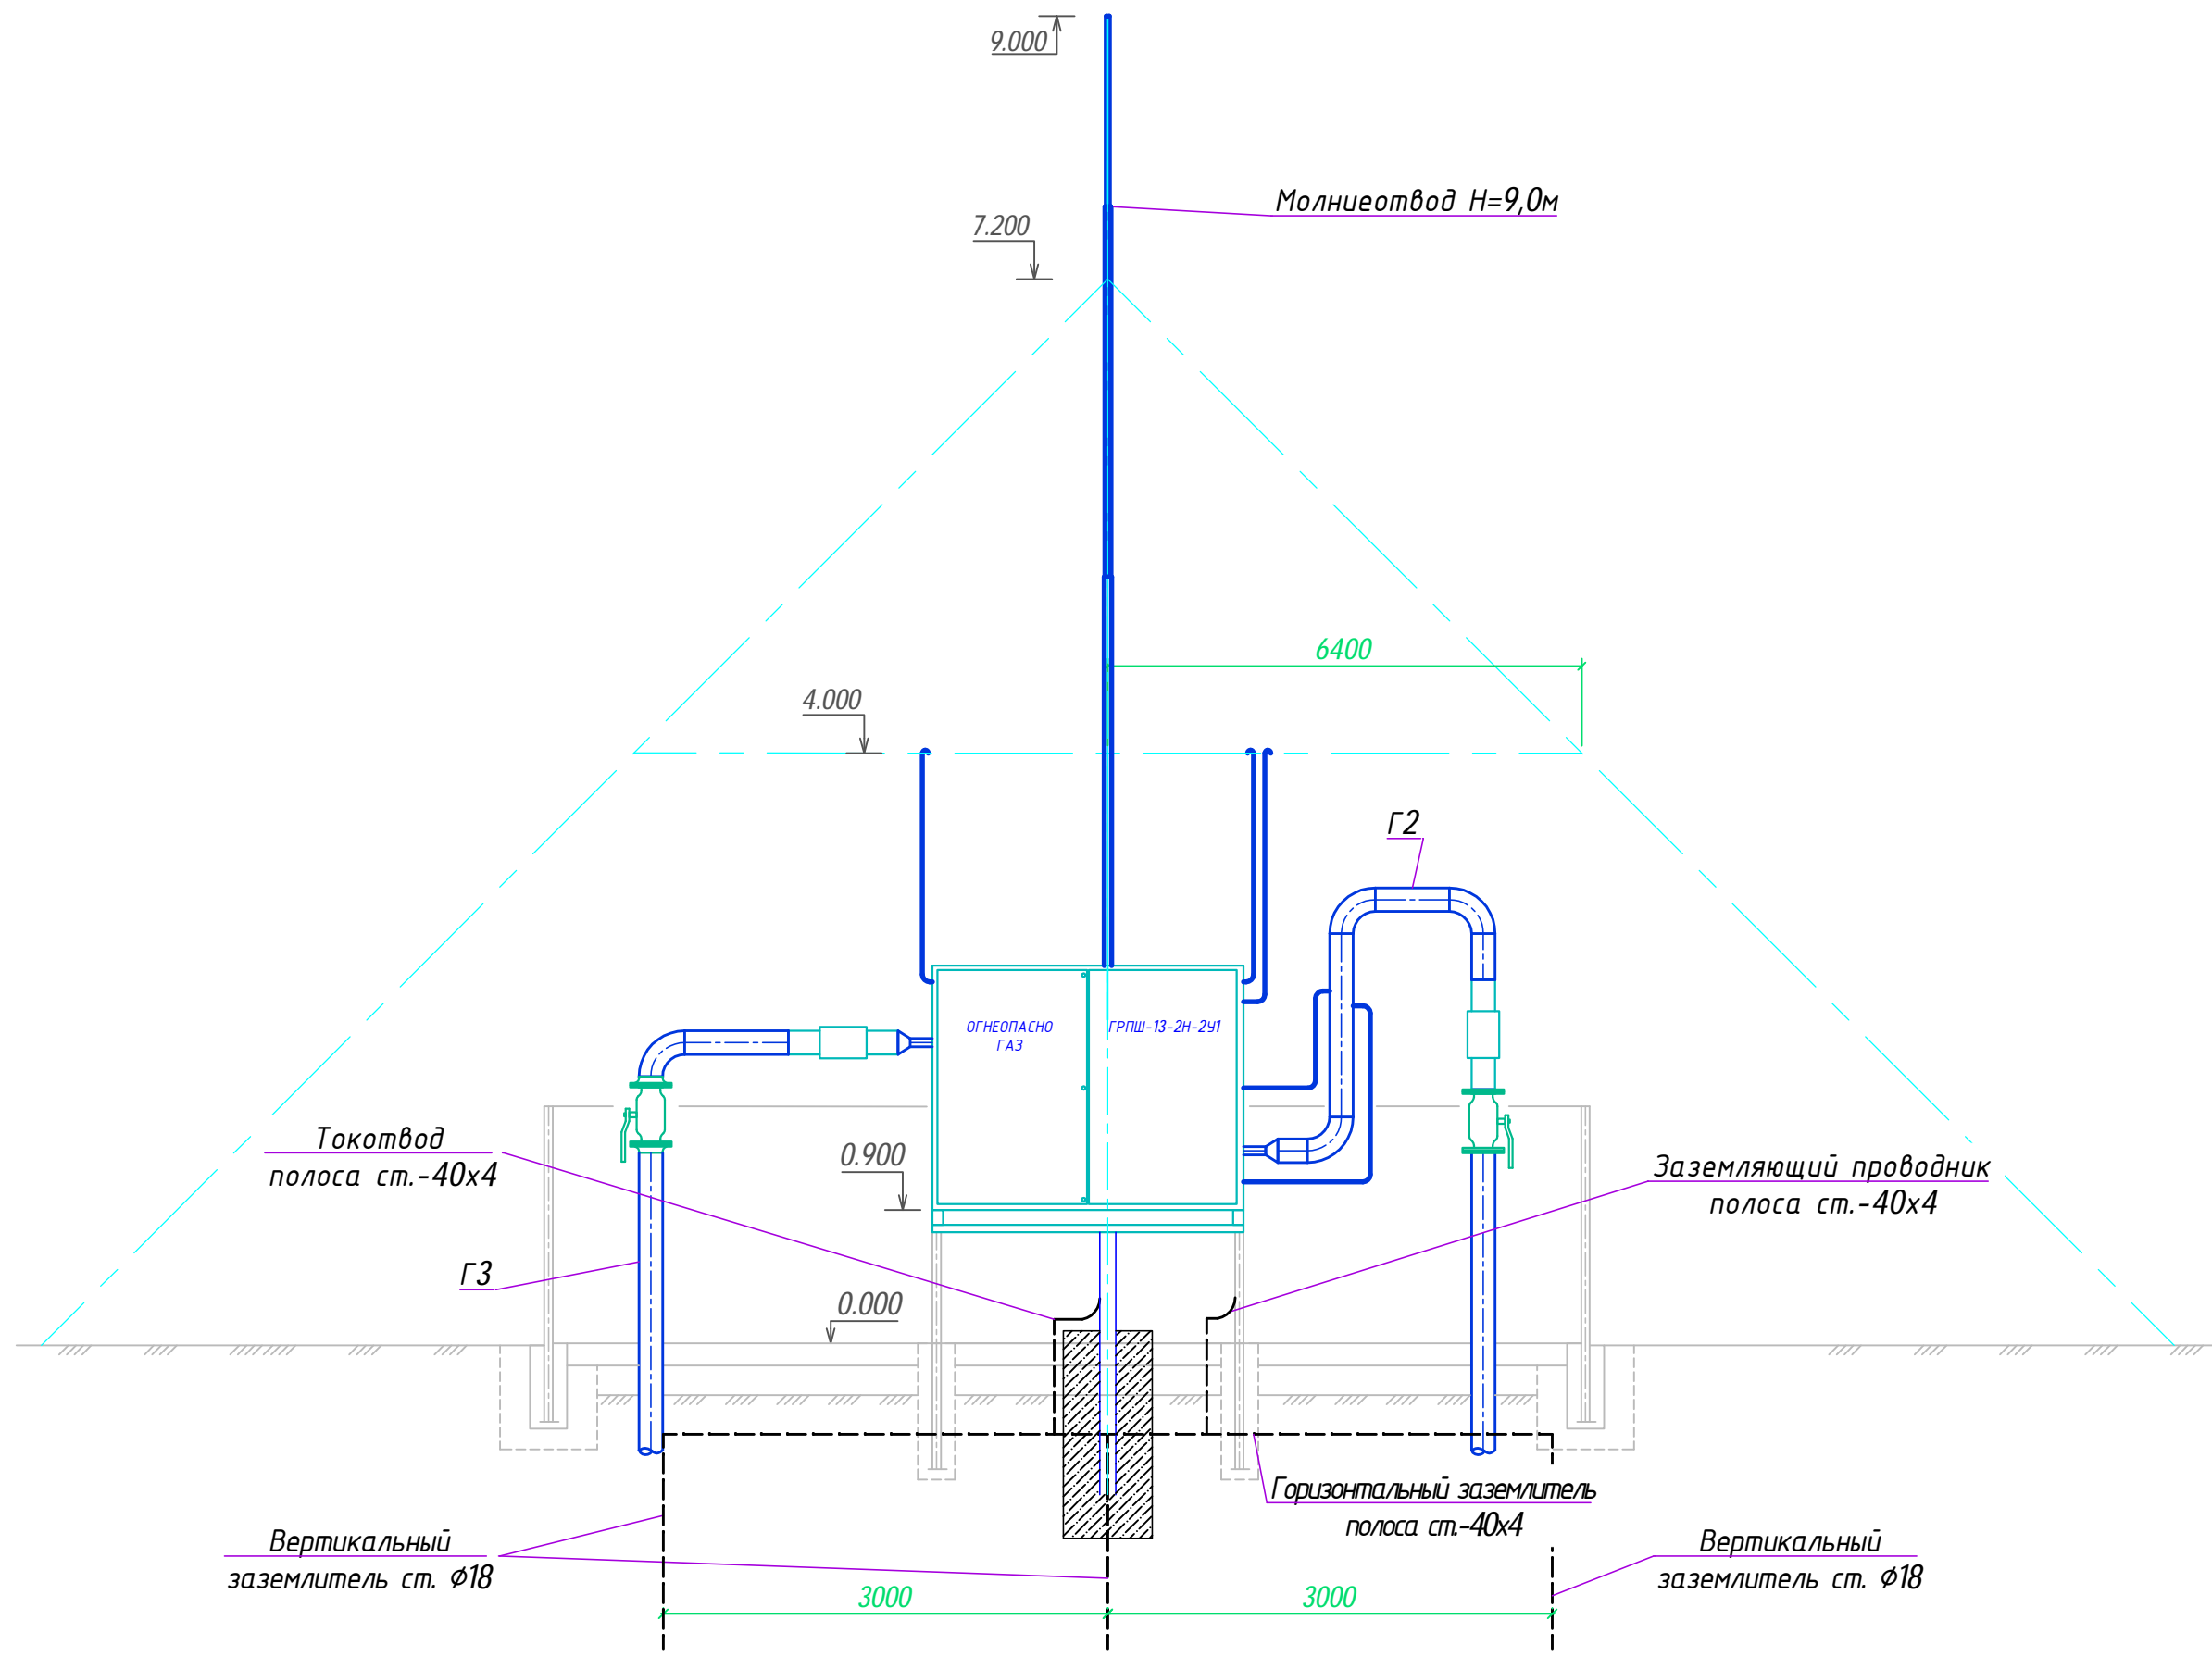 9.000
Молниеотвод Н=9,0м
7.200
6400
4.000
Г2
ОГНЕОПАСНО
ГАЗ
ГРПШ-13-2Н-2У1
Токотвод
полоса ст.-40х4
0.900
Заземляющий проводник
полоса ст.-40х4
Г3
0.000
Горизонтальный заземлитель
полоса ст.-40х4
Вертикальный
заземлитель ст. Ф18
Вертикальный
заземлитель ст. Ф18
3000
3000